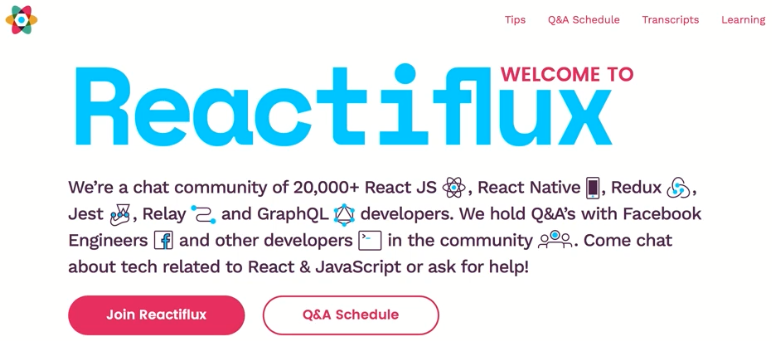 Tips Q&A Schedule Transcripts Learning
WELCOME TO
Reactiflux
We're a chat community of 20,000+ React JS , React Native , Redux ,
Jest , Relay and GraphQL developers. We hold Q&A's with Facebook
Engineers and other developers in the community . Come chat
about tech related to React & JavaScript or ask for help!
Join Reactiflux Q&A Schedule